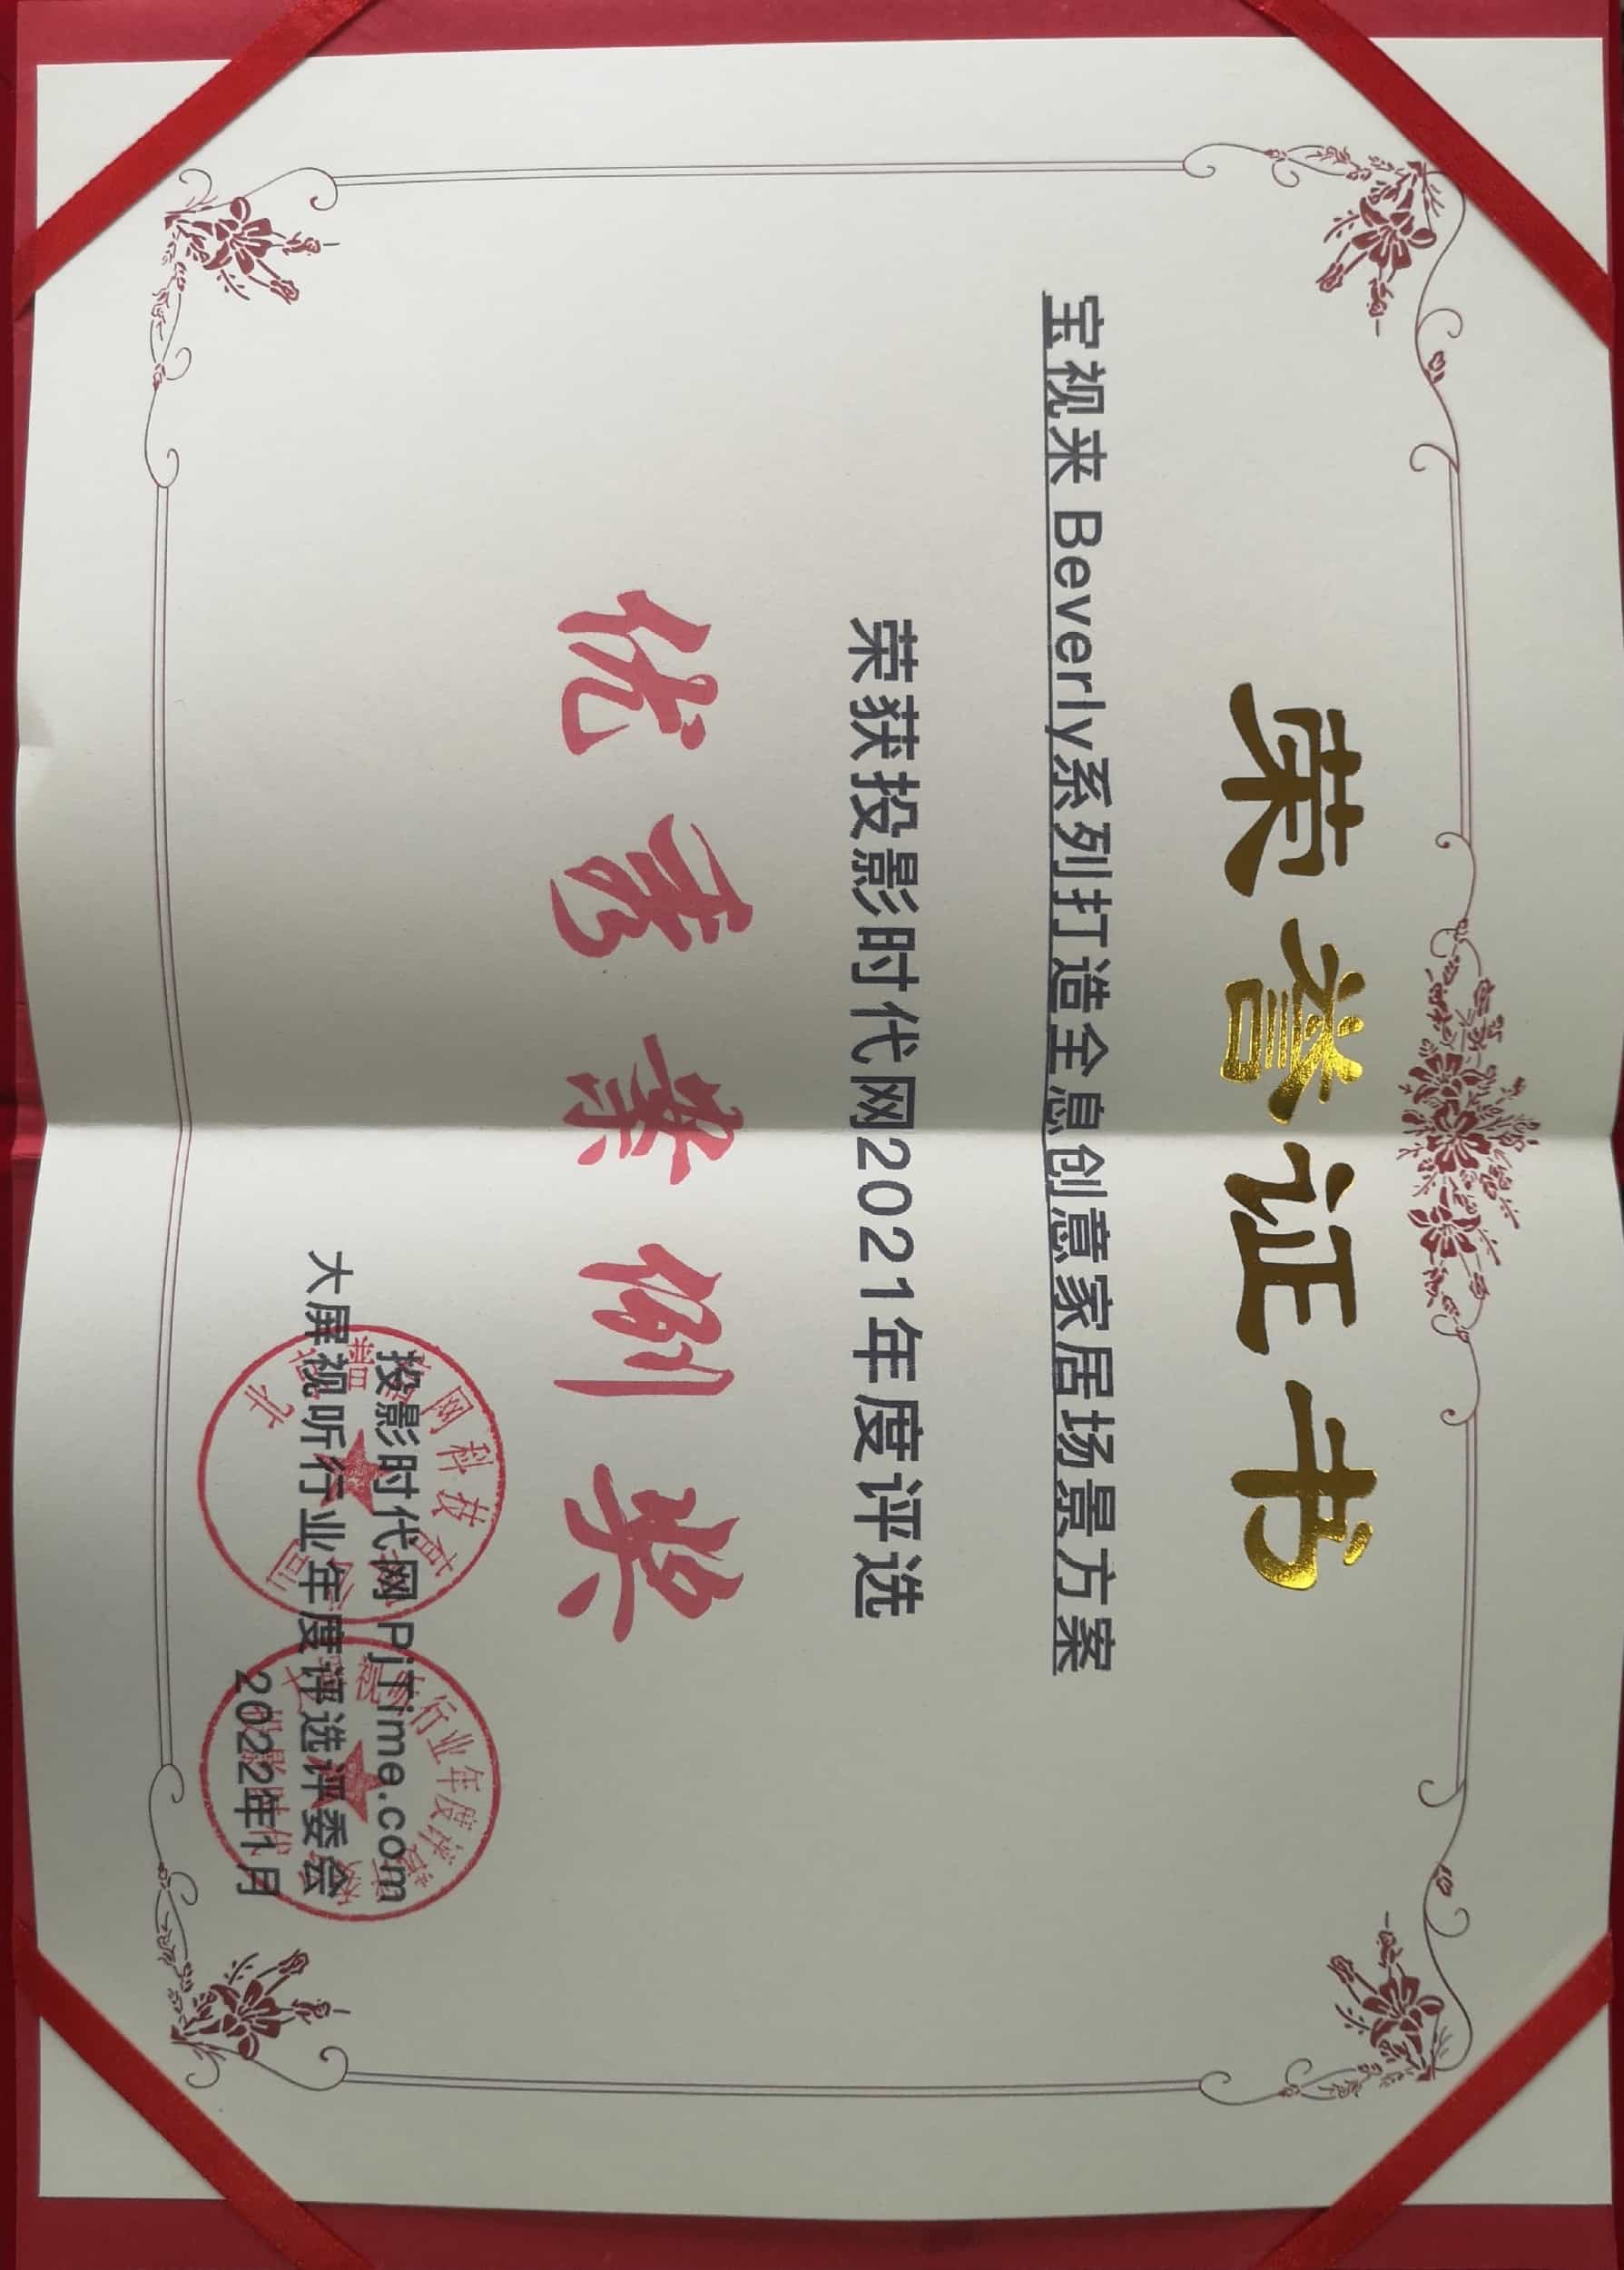 荣誉证书
宝视来 Beverly系列打造全息创意家居场景方案
荣获投影时代网2021年度评选
优秀案例奖
投影时代网 PjTime.com
大屏视听行业年度评选评委会
2022年1月